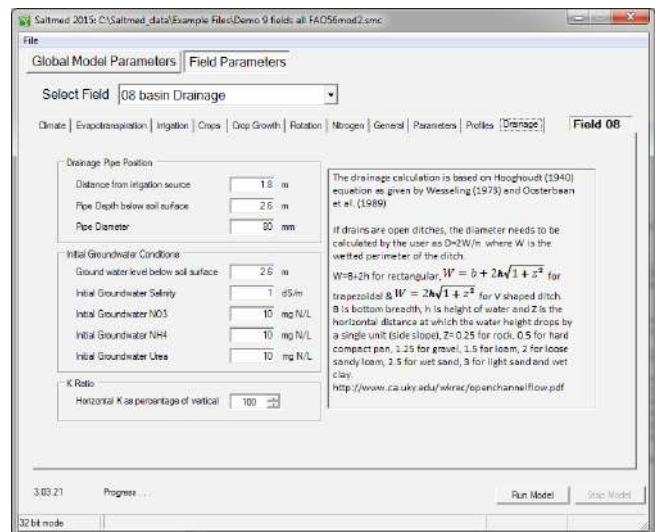 Saltmed 2015: C:\Saltmed_data\Example Files\Demo 9 fields all FAO56mod2.smc
File
Global Model Parameters Field Parameters
Select Field 08 basin Drainage
Climate Evapotranspiration Irrigation Crops Crop Growth Rotation Nitrogen General Parameters Profiles Drainage Field 08
Drainage Pipe Position
Distance from irrigation source 1.8 m
Pipe Depth below soil surface 2.6 m
Pipe Diameter 80 mm
Initial Groundwater Conditions
Ground water level below soil surface 2.6 m
Initial Groundwater Salinity 1 dS/m
Initial Groundwater NO3 10 mg N/L
Initial Groundwater NH4 10 mg N/L
Initial Groundwater Urea 10 mg N/L
K Ratio
Horizontal K as percentage of vertical 100
The drainage calculation is based on Hooghoudt (1940)
equation as given by Wesseling (1973) and Oosterbaan
et al. (1989)
If drains are open ditches, the diameter needs to be
calculated by the user as D=2W/π where W is the
wetted perimeter of the ditch.
W=B+2h for rectangular, W = b + 2h√1 + z² for
trapezoidal & W = 2h√1 + z² for V shaped ditch.
B is bottom breadth, h is height of water and Z is the
horizontal distance at which the water height drops by
a single unit (side slope), Z= 0.25 for rock, 0.5 for hard
compact pan, 1.25 for gravel, 1.5 for loam, 2 for loose
sandy loam, 2.5 for wet sand, 3 for light sand and wet
clay.
http://www.ca.uky.edu/wkrec/openchannelflow.pdf
3.03.21 Progress . . .
Run Model Stop Model
32 bit mode